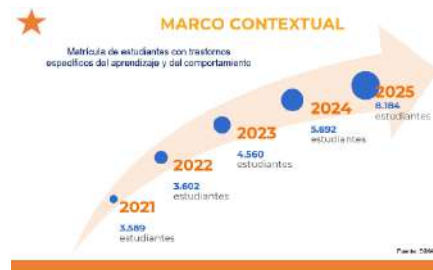 MARCO CONTEXTUAL
Matrícula de estudiantes con trastornos
específicos del aprendizaje y del comportamiento
2025
8.184
estudiantes
2024
5.892
estudiantes
2023
4.560
estudiantes
2022
3.602
estudiantes
2021
3.589
estudiantes
Fuente: